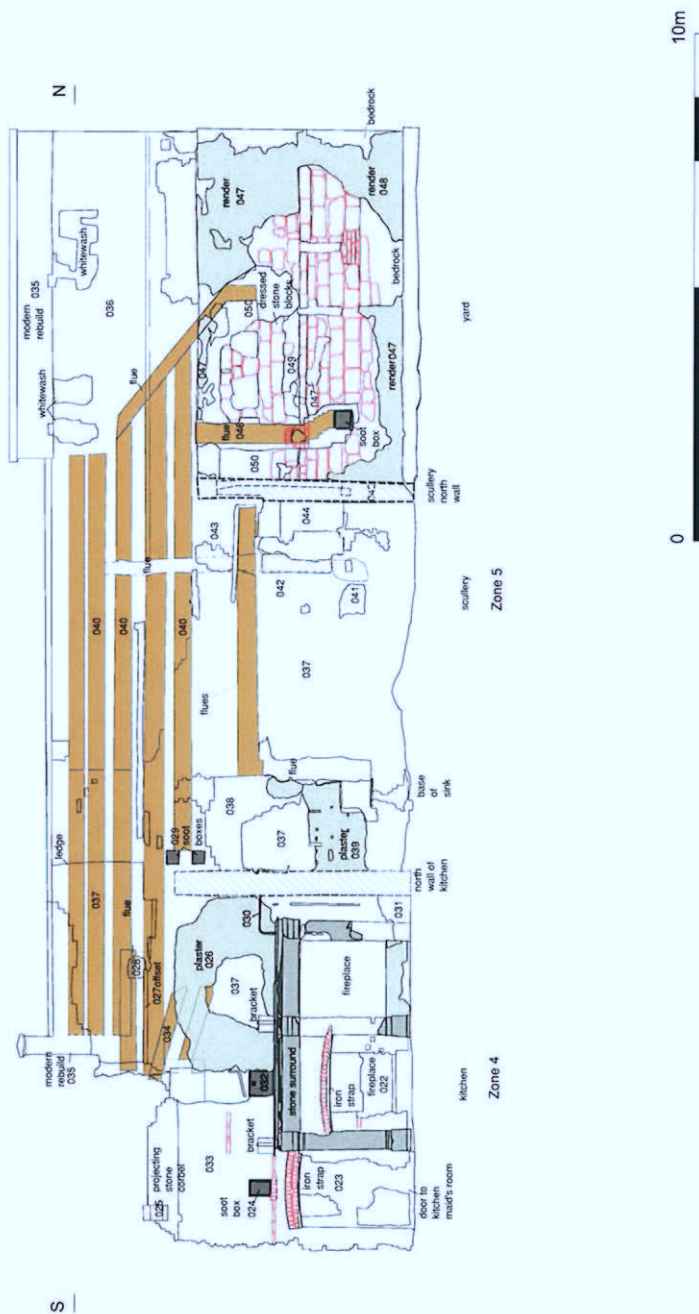 S
N
modern
rebuild
035
whitewash
whitewash
036
flue
ledge
037
040
040
040
flue
flue
028
027offset
034
029
soot
boxes
flues
modern
rebuild
035
projecting
stone
corbel
025
033
soot
box
024
bracket
032
plaster
026
037
bracket
030
stone surround
iron
strap
023
iron
strap
fireplace
022
fireplace
031
door to
kitchen
maid's room
kitchen
Zone 4
north
wall of
kitchen
038
037
plaster
039
flue
base
of
sink
037
042
043
044
041
scullery
Zone 5
scullery
north
wall
050
flue
046
047
049
047
soot
box
050
dressed
stone
blocks
render
047
render
048
render047
bedrock
bedrock
yard
0
10m